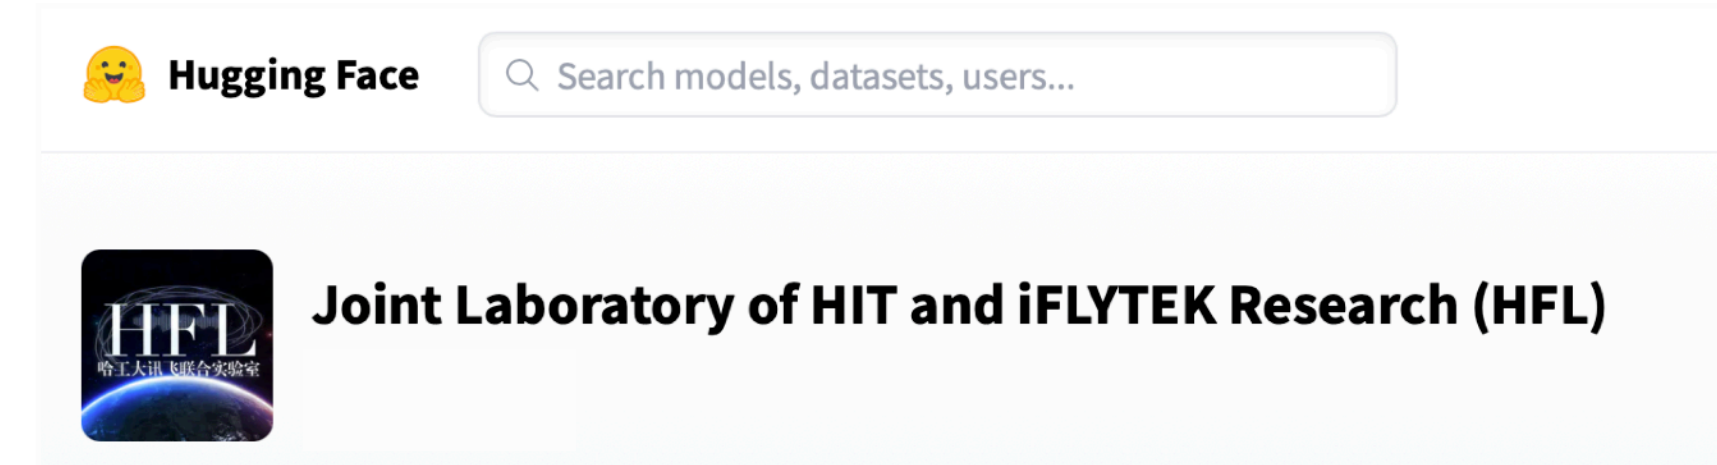 Hugging Face
Search models, datasets, users...
Joint Laboratory of HIT and iFLYTEK Research (HFL)
HFL
哈工大讯飞联合实验室